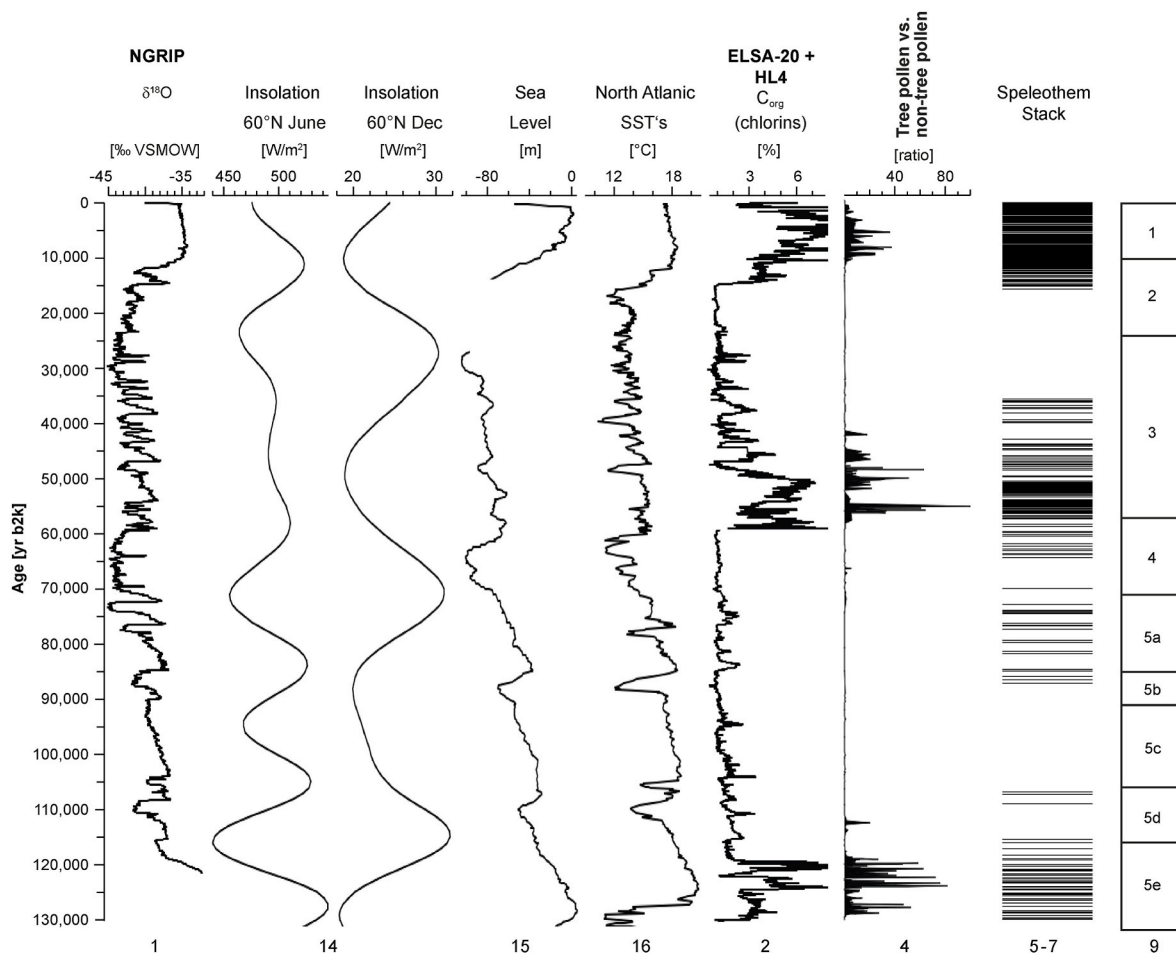 NGRIP
δ¹⁸O
[‰ VSMOW]
-45 -35
Insolation
60°N June
[W/m²]
450 500
Insolation
60°N Dec
[W/m²]
20 30
Sea
Level
[m]
-80 0
North Atlanic
SST's
[°C]
12 18
ELSA-20 +
HL4
Corg
(chlorins)
[%]
3 6
Tree pollen vs.
non-tree pollen
[ratio]
40 80
Speleothem
Stack
Age [yr b2k]
0
10,000
20,000
30,000
40,000
50,000
60,000
70,000
80,000
90,000
100,000
110,000
120,000
130,000
1
2
3
4
5a
5b
5c
5d
5e
1 14 15 16 2 4 5-7 9